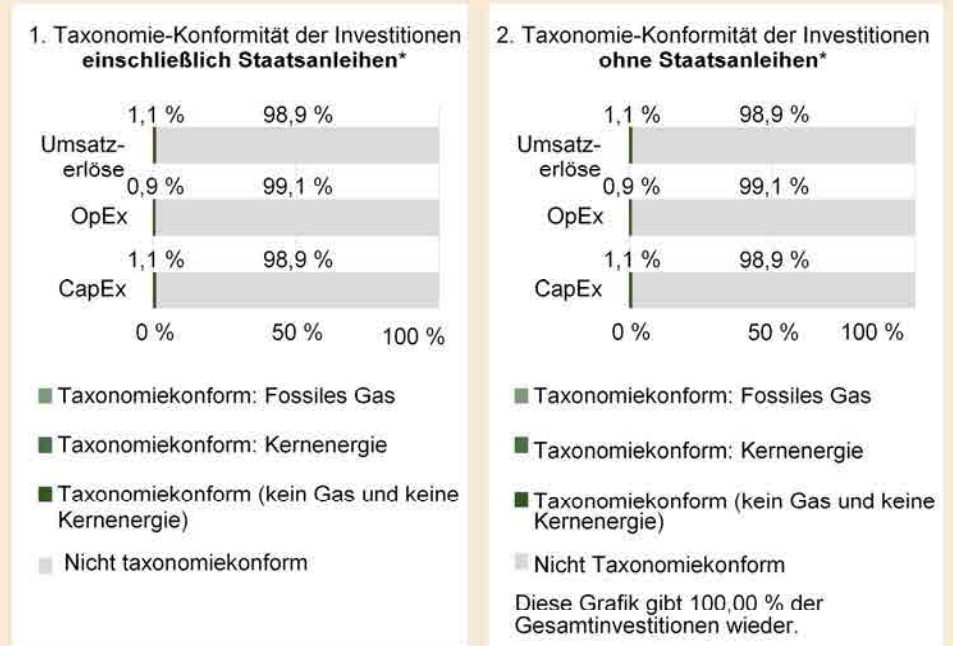 1. Taxonomie-Konformität der Investitionen
einschließlich Staatsanleihen*
1,1 % 98,9 %
Umsatz-
erlöse
0,9 % 99,1 %
OpEx
1,1 % 98,9 %
CapEx
0 % 50 % 100 %
Taxonomiekonform: Fossiles Gas
Taxonomiekonform: Kernenergie
Taxonomiekonform (kein Gas und keine
Kernenergie)
Nicht taxonomiekonform
2. Taxonomie-Konformität der Investitionen
ohne Staatsanleihen*
1,1 % 98,9 %
Umsatz-
erlöse
0,9 % 99,1 %
OpEx
1,1 % 98,9 %
CapEx
0 % 50 % 100 %
Taxonomiekonform: Fossiles Gas
Taxonomiekonform: Kernenergie
Taxonomiekonform (kein Gas und keine
Kernenergie)
Nicht Taxonomiekonform
Diese Grafik gibt 100,00 % der
Gesamtinvestitionen wieder.